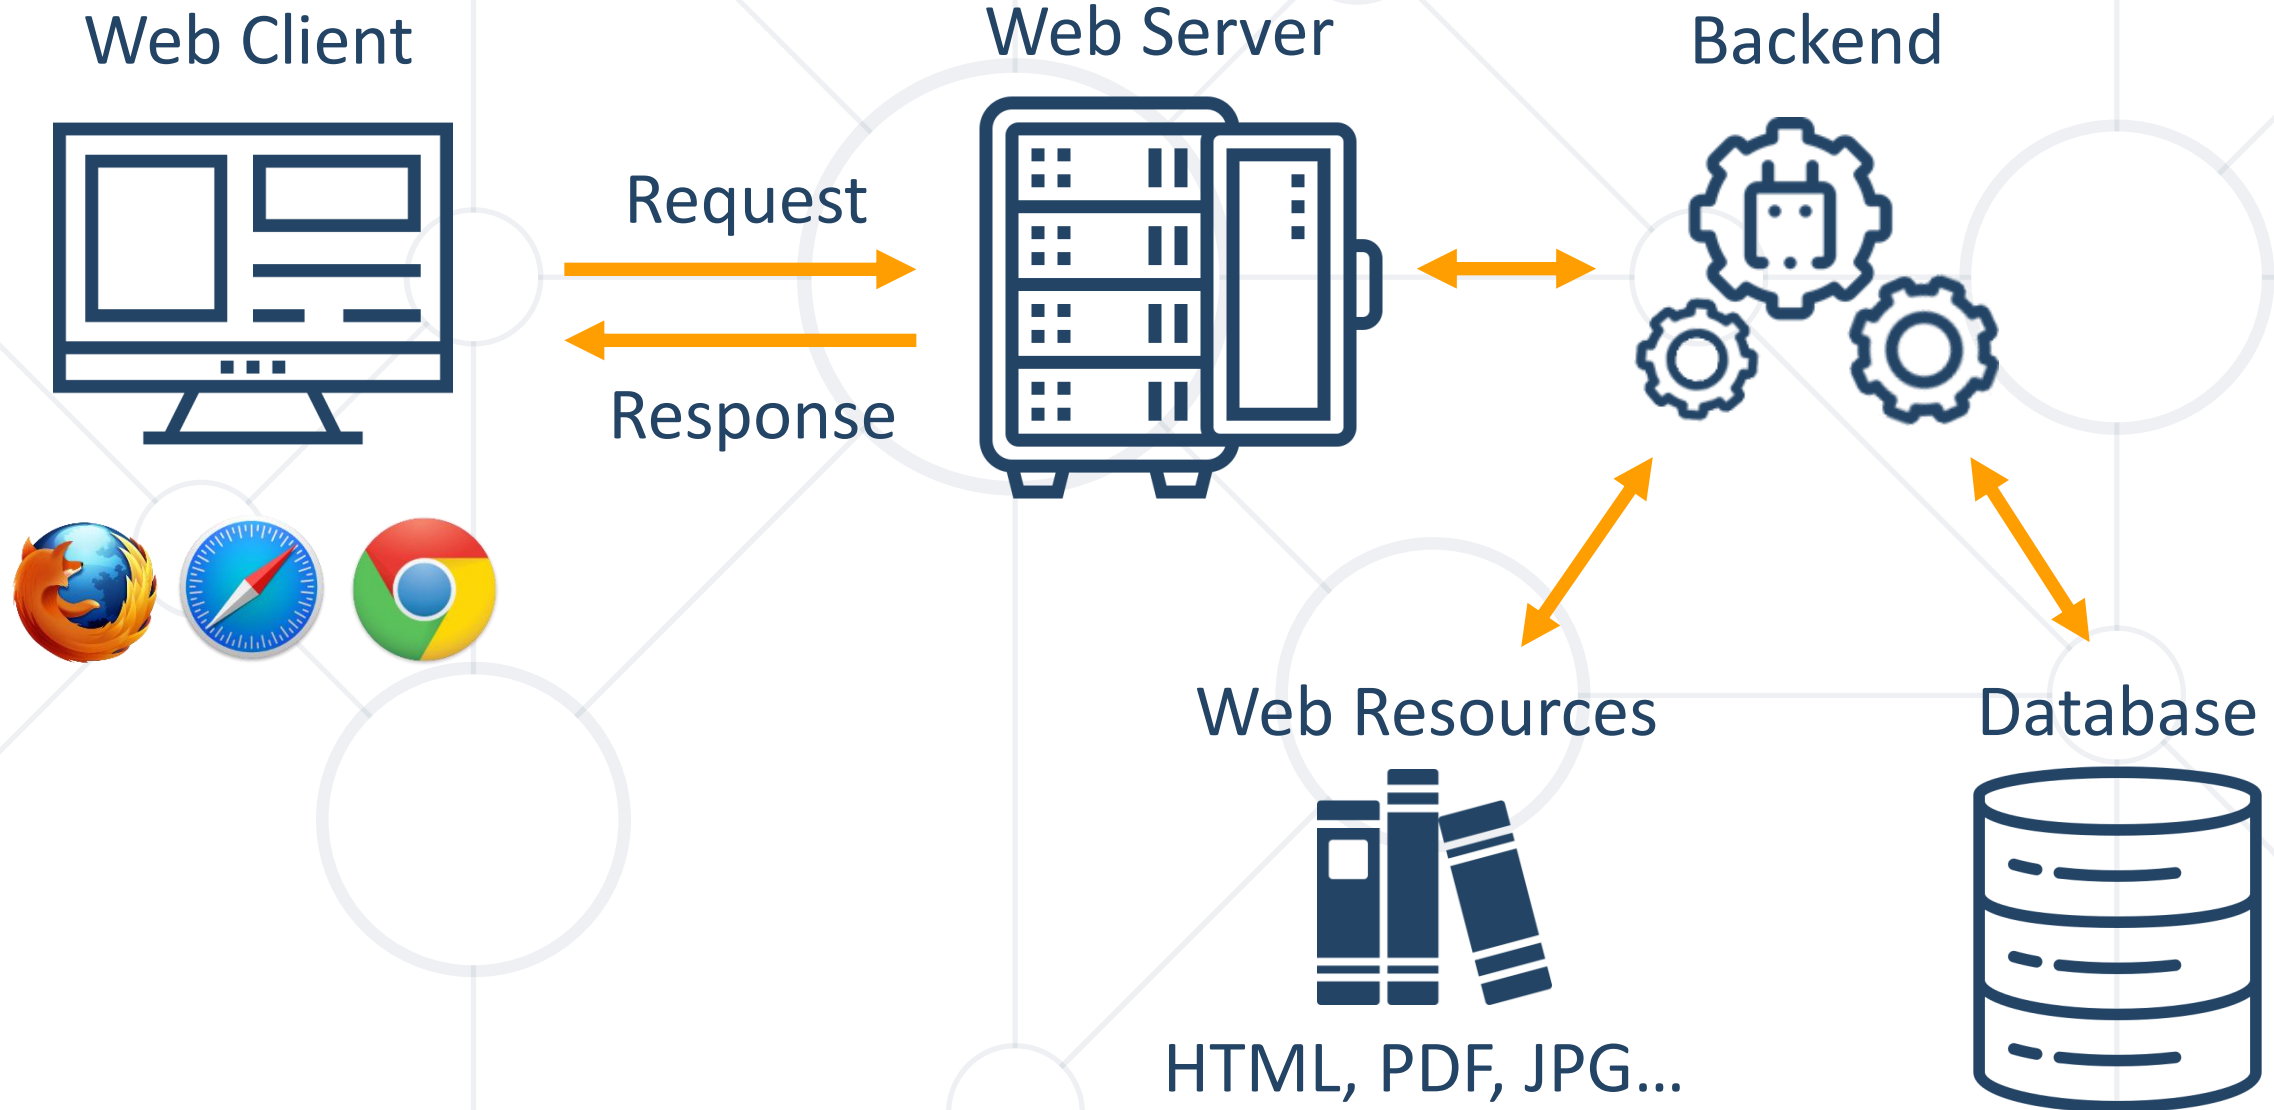 Web Client
Web Server
Backend
Request
Response
Web Resources
Database
HTML, PDF, JPG...